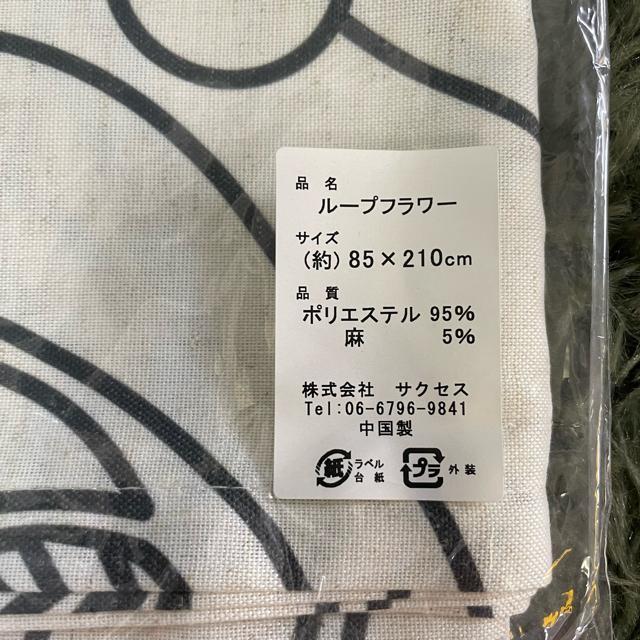 品 名
ループフラワー
サイズ
(約) 85×210cm
品 質
ポリエステル 95%
麻 5%
株式会社 サクセス
Tel:06-6796-9841
中国製
紙 ラベル台紙 プラ 外装